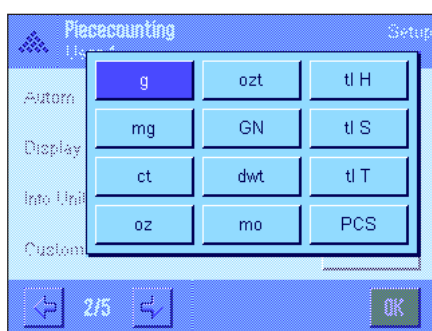 Piececounting
Setup
User 1
Autom
Display
Into Unit
Custom
g ozt tl H
mg GN tl S
ct dwt tl T
oz mo PCS
2/5
OK